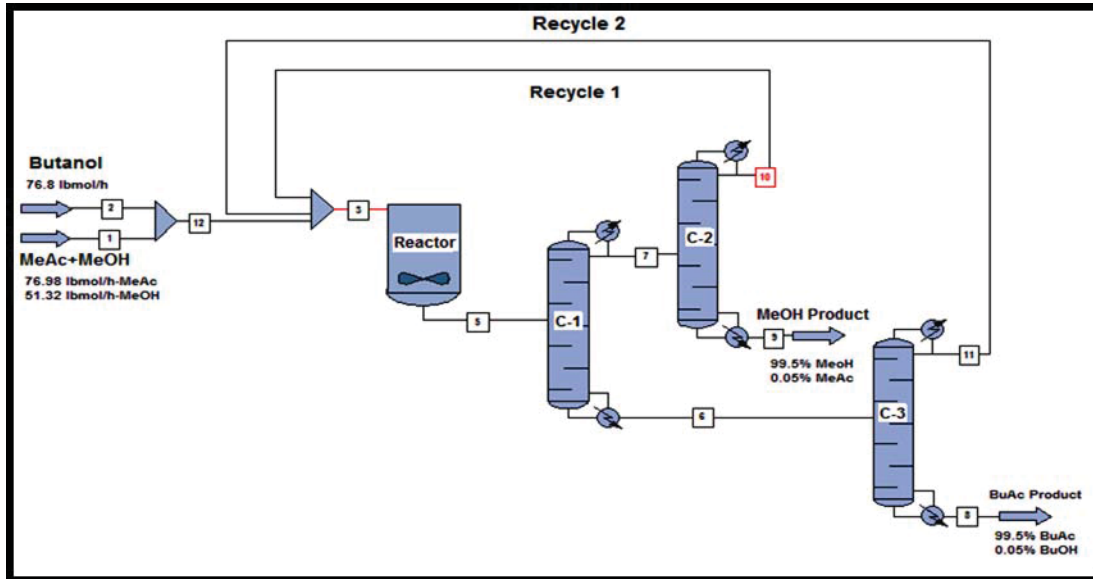 Recycle 2
Recycle 1
10
Butanol
76.8 lbmol/h
2
12
3
1
MeAc+MeOH
76.98 lbmol/h-MeAc
51.32 lbmol/h-MeOH
Reactor
C-2
7
C-1
5
MeOH Product
9
99.5% MeoH
0.05% MeAc
11
6
C-3
BuAc Product
8
99.5% BuAc
0.05% BuOH